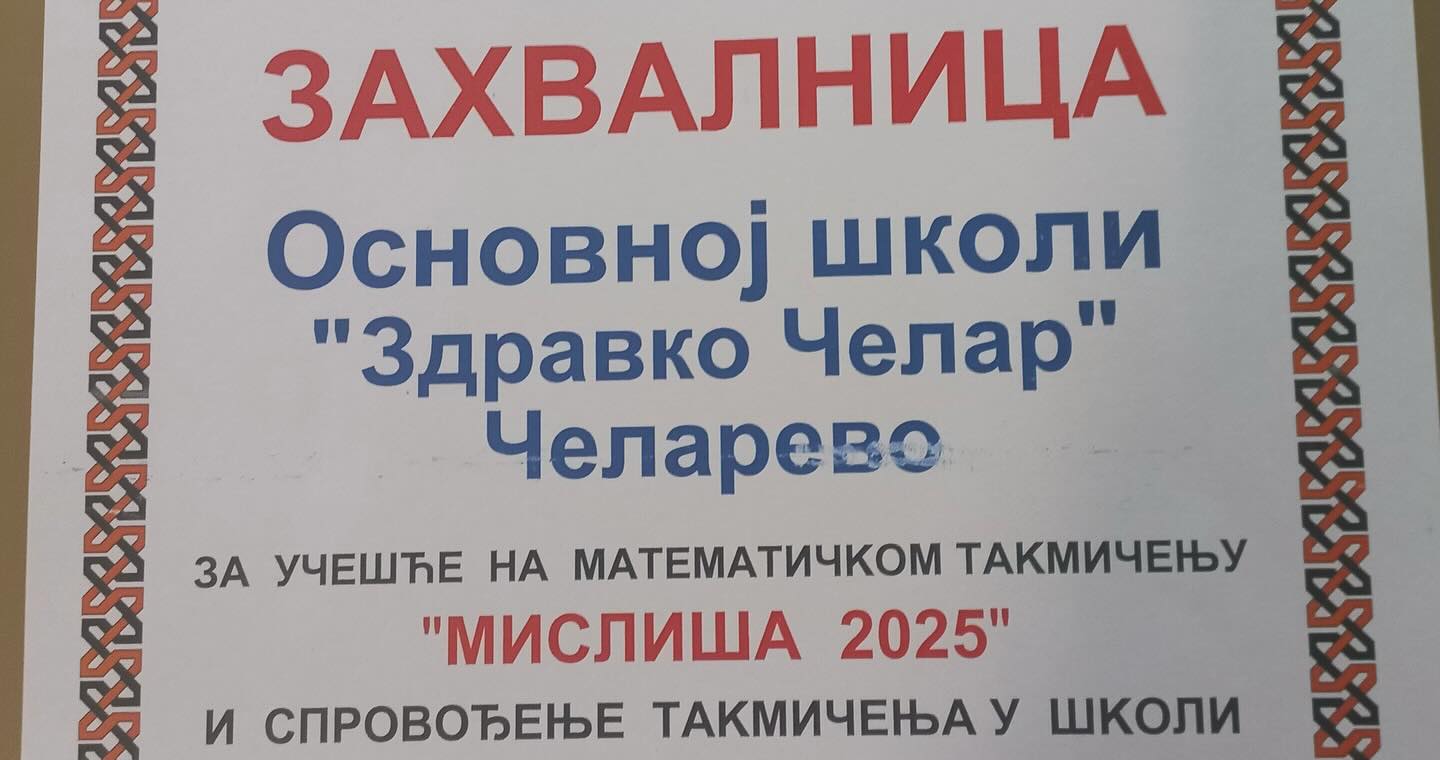 ЗАХВАЛНИЦА
Основној школи
"Здравко Челар"
Челарево
ЗА УЧЕШЋЕ НА МАТЕМАТИЧКОМ ТАКМИЧЕЊУ
"МИСЛИША 2025"
И СПРОВОЂЕЊЕ ТАКМИЧЕЊА У ШКОЛИ